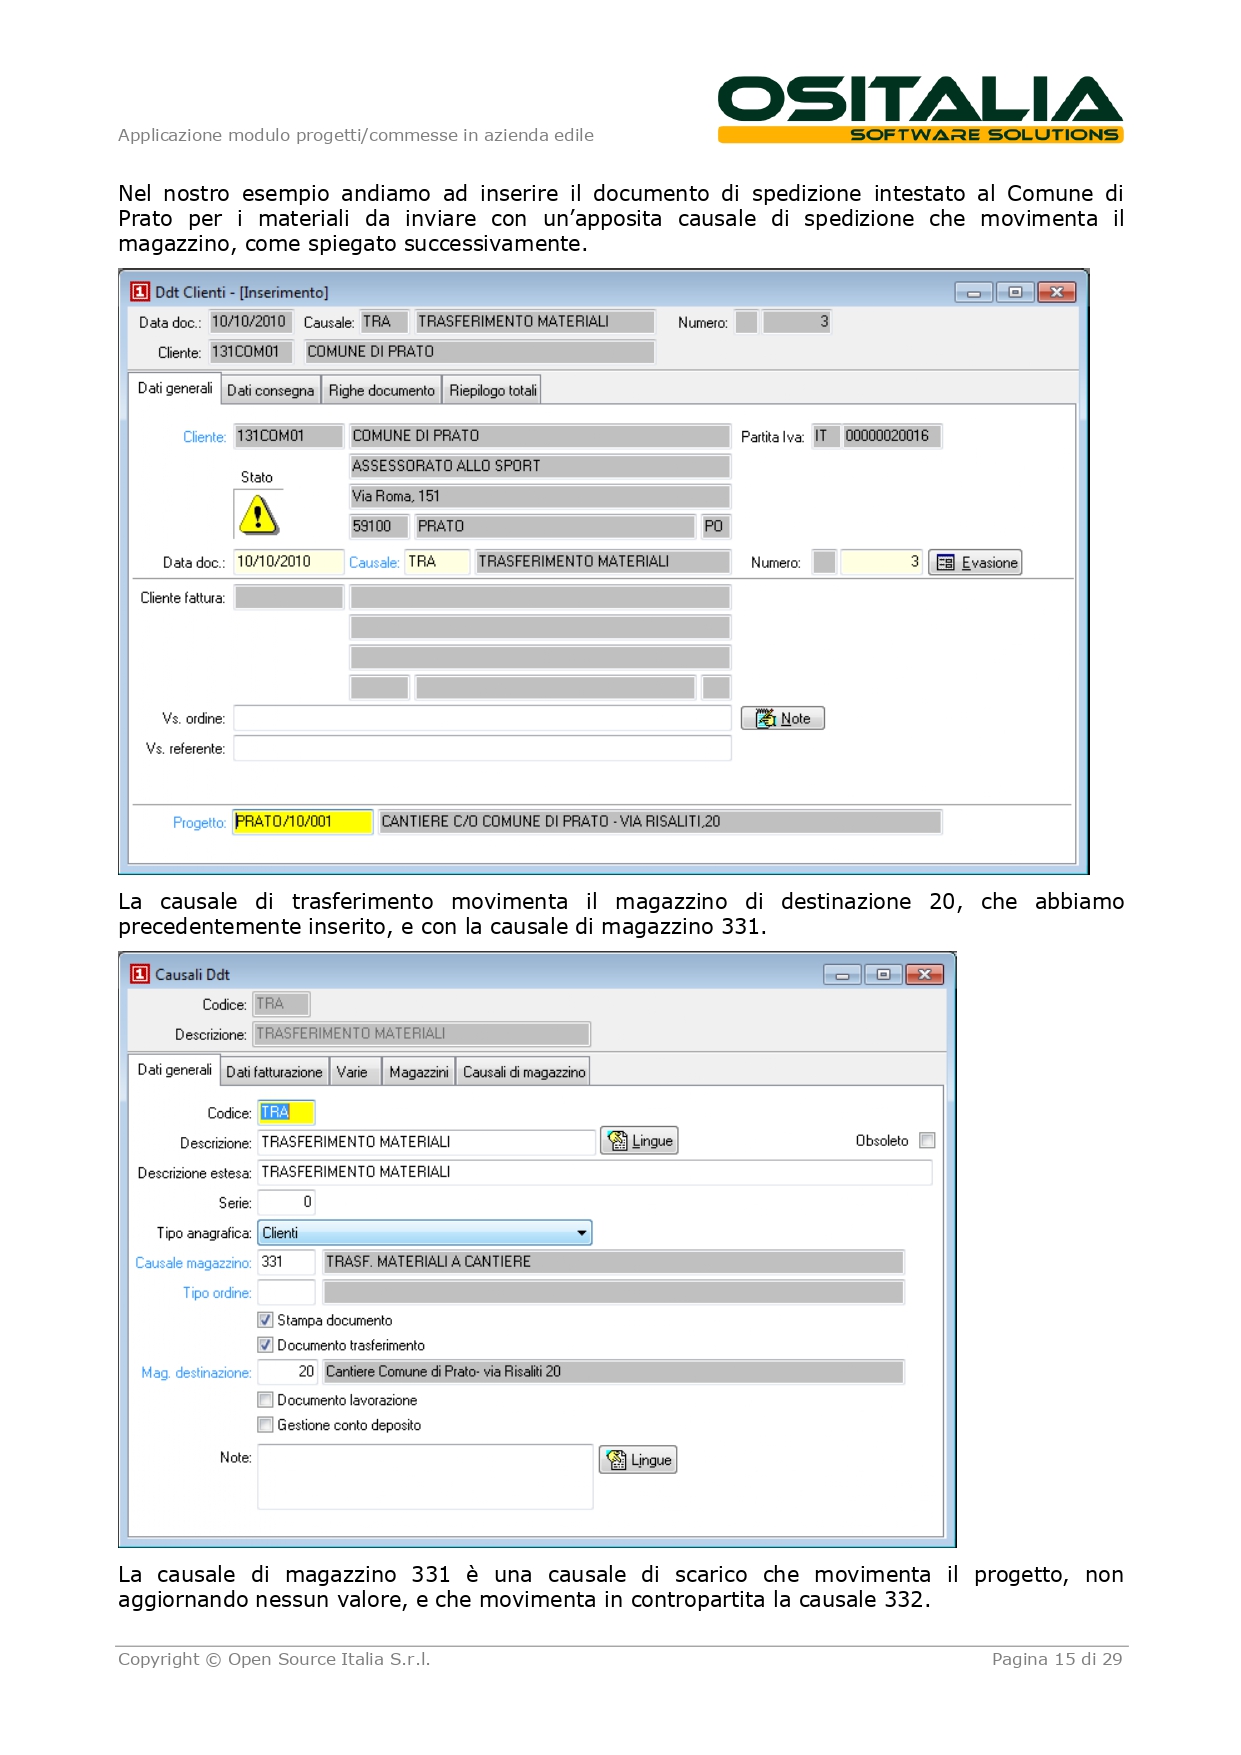 OSITALIA
SOFTWARE SOLUTIONS
Applicazione modulo progetti/commesse in azienda edile
Nel nostro esempio andiamo ad inserire il documento di spedizione intestato al Comune di
Prato per i materiali da inviare con un’apposita causale di spedizione che movimenta il
magazzino, come spiegato successivamente.
1 Ddt Clienti - [Inserimento]
Data doc.: 10/10/2010 Causale: TRA TRASFERIMENTO MATERIALI Numero: 3
Cliente: 131COM01 COMUNE DI PRATO
Dati generali Dati consegna Righe documento Riepilogo totali
Cliente: 131COM01 COMUNE DI PRATO Partita Iva: IT 00000020016
ASSESSORATO ALLO SPORT
Stato
Via Roma, 151
59100 PRATO PO
Data doc.: 10/10/2010 Causale: TRA TRASFERIMENTO MATERIALI Numero: 3 Evasione
Cliente fattura:
Vs. ordine: Note
Vs. referente:
Progetto: PRATO/10/001 CANTIERE C/O COMUNE DI PRATO - VIA RISALITI,20
La causale di trasferimento movimenta il magazzino di destinazione 20, che abbiamo
precedentemente inserito, e con la causale di magazzino 331.
1 Causali Ddt
Codice: TRA
Descrizione: TRASFERIMENTO MATERIALI
Dati generali Dati fatturazione Varie Magazzini Causali di magazzino
Codice: TRA
Descrizione: TRASFERIMENTO MATERIALI Lingue Obsoleto
Descrizione estesa: TRASFERIMENTO MATERIALI
Serie: 0
Tipo anagrafica: Clienti
Causale magazzino: 331 TRASF. MATERIALI A CANTIERE
Tipo ordine:
Stampa documento
Documento trasferimento
Mag. destinazione: 20 Cantiere Comune di Prato- via Risaliti 20
Documento lavorazione
Gestione conto deposito
Note: Lingue
La causale di magazzino 331 è una causale di scarico che movimenta il progetto, non
aggiornando nessun valore, e che movimenta in contropartita la causale 332.
Copyright © Open Source Italia S.r.l. Pagina 15 di 29